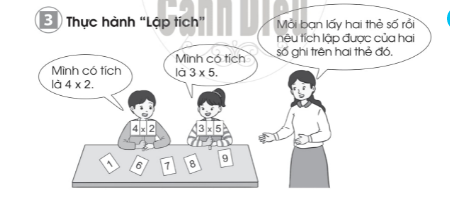 3 Thực hành “Lập tích”
Cánh Diều
Mỗi bạn lấy hai thẻ số rồi
nêu tích lập được của hai
số ghi trên hai thẻ đó.
Mình có tích
là 4 x 2.
Mình có tích
là 3 x 5.
4 x 2
3 x 5
1 6 7 8 9